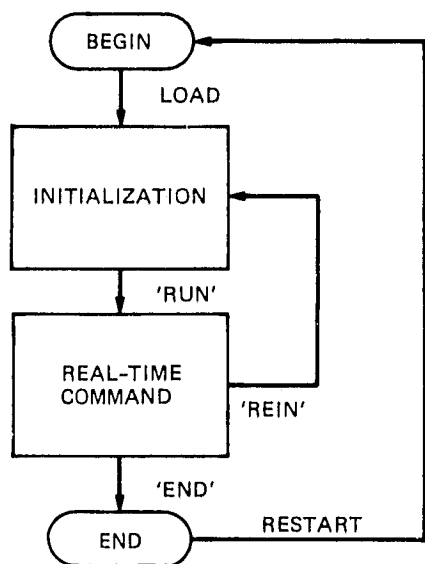 BEGIN
LOAD
INITIALIZATION
'RUN'
REAL-TIME
COMMAND
'REIN'
'END'
RESTART
END